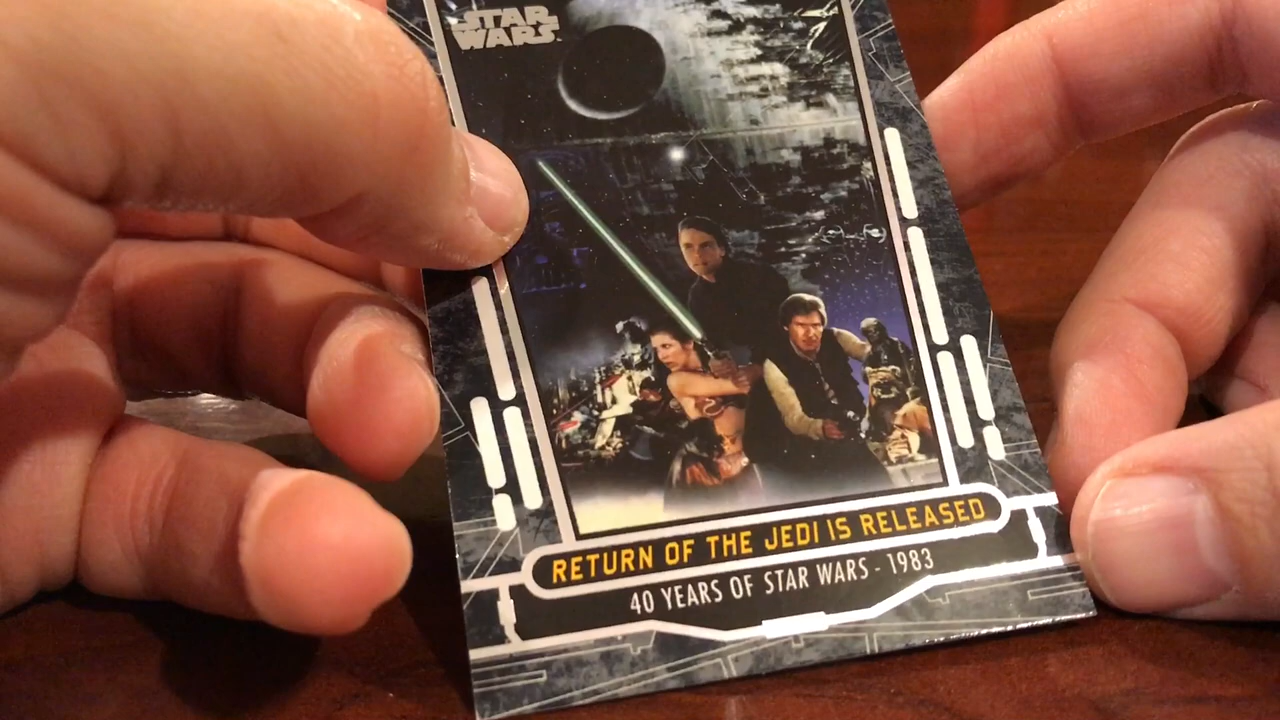 STAR
WARS
RETURN OF THE JEDI IS RELEASED
40 YEARS OF STAR WARS - 1983